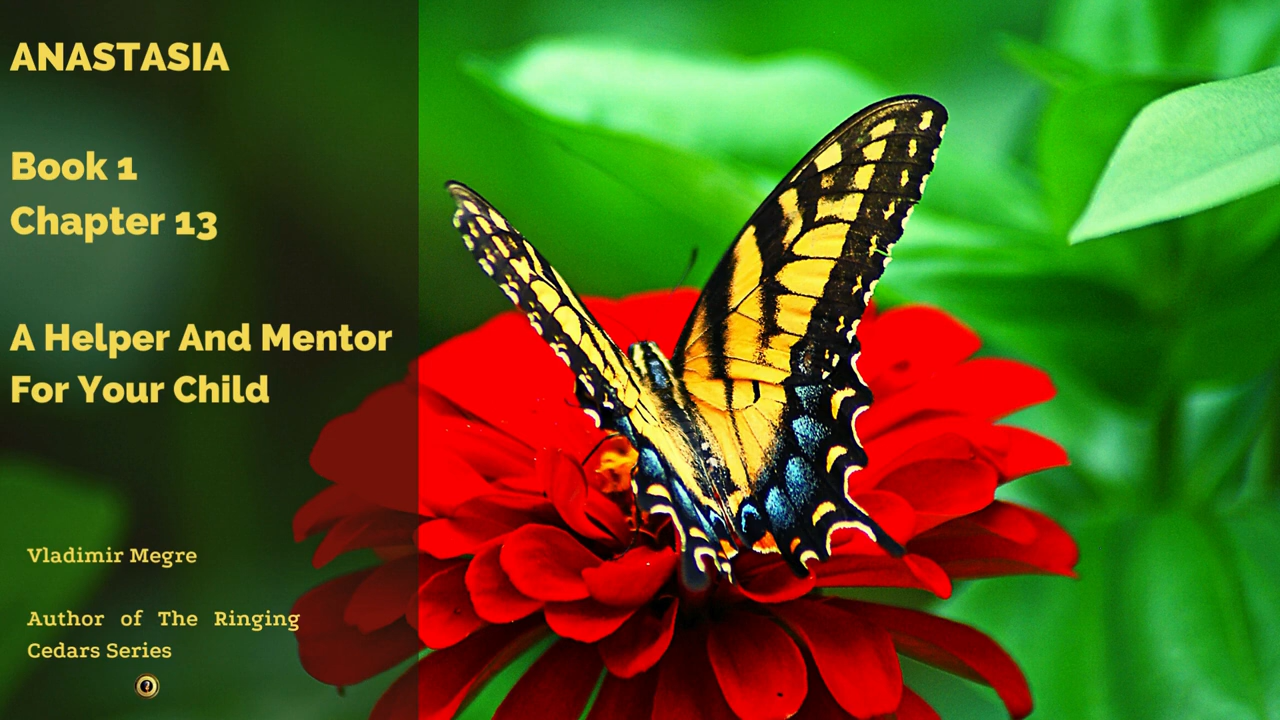 ANASTASIA
Book 1
Chapter 13
A Helper And Mentor
For Your Child
Vladimir Megre
Author of The Ringing
Cedars Series